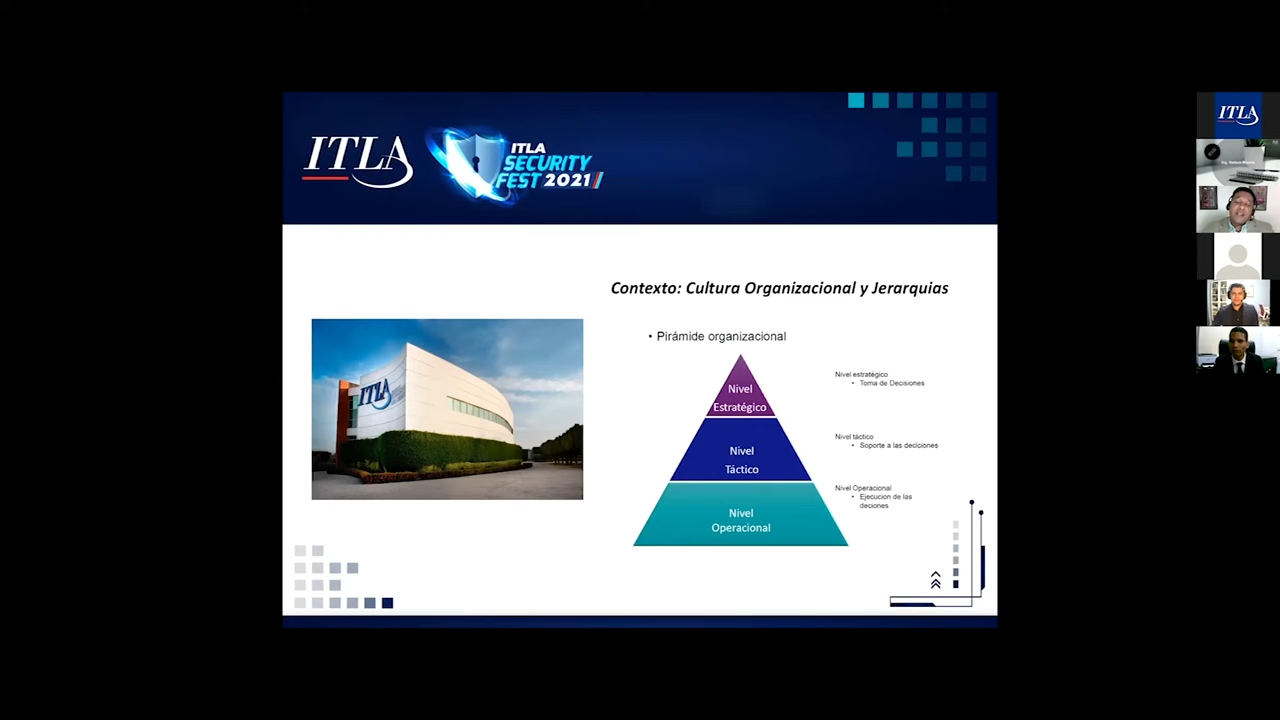 ITLA
ITLA
SECURITY
FEST 2021
Contexto: Cultura Organizacional y Jerarquias
ITLA
• Pirámide organizacional
Nivel
Estratégico
Nivel
Táctico
Nivel
Operacional
Nivel estratégico
• Toma de Decisiones
Nivel táctico
• Soporte a las deciciones
Nivel Operacional
• Ejecucion de las
deciones
ITLA